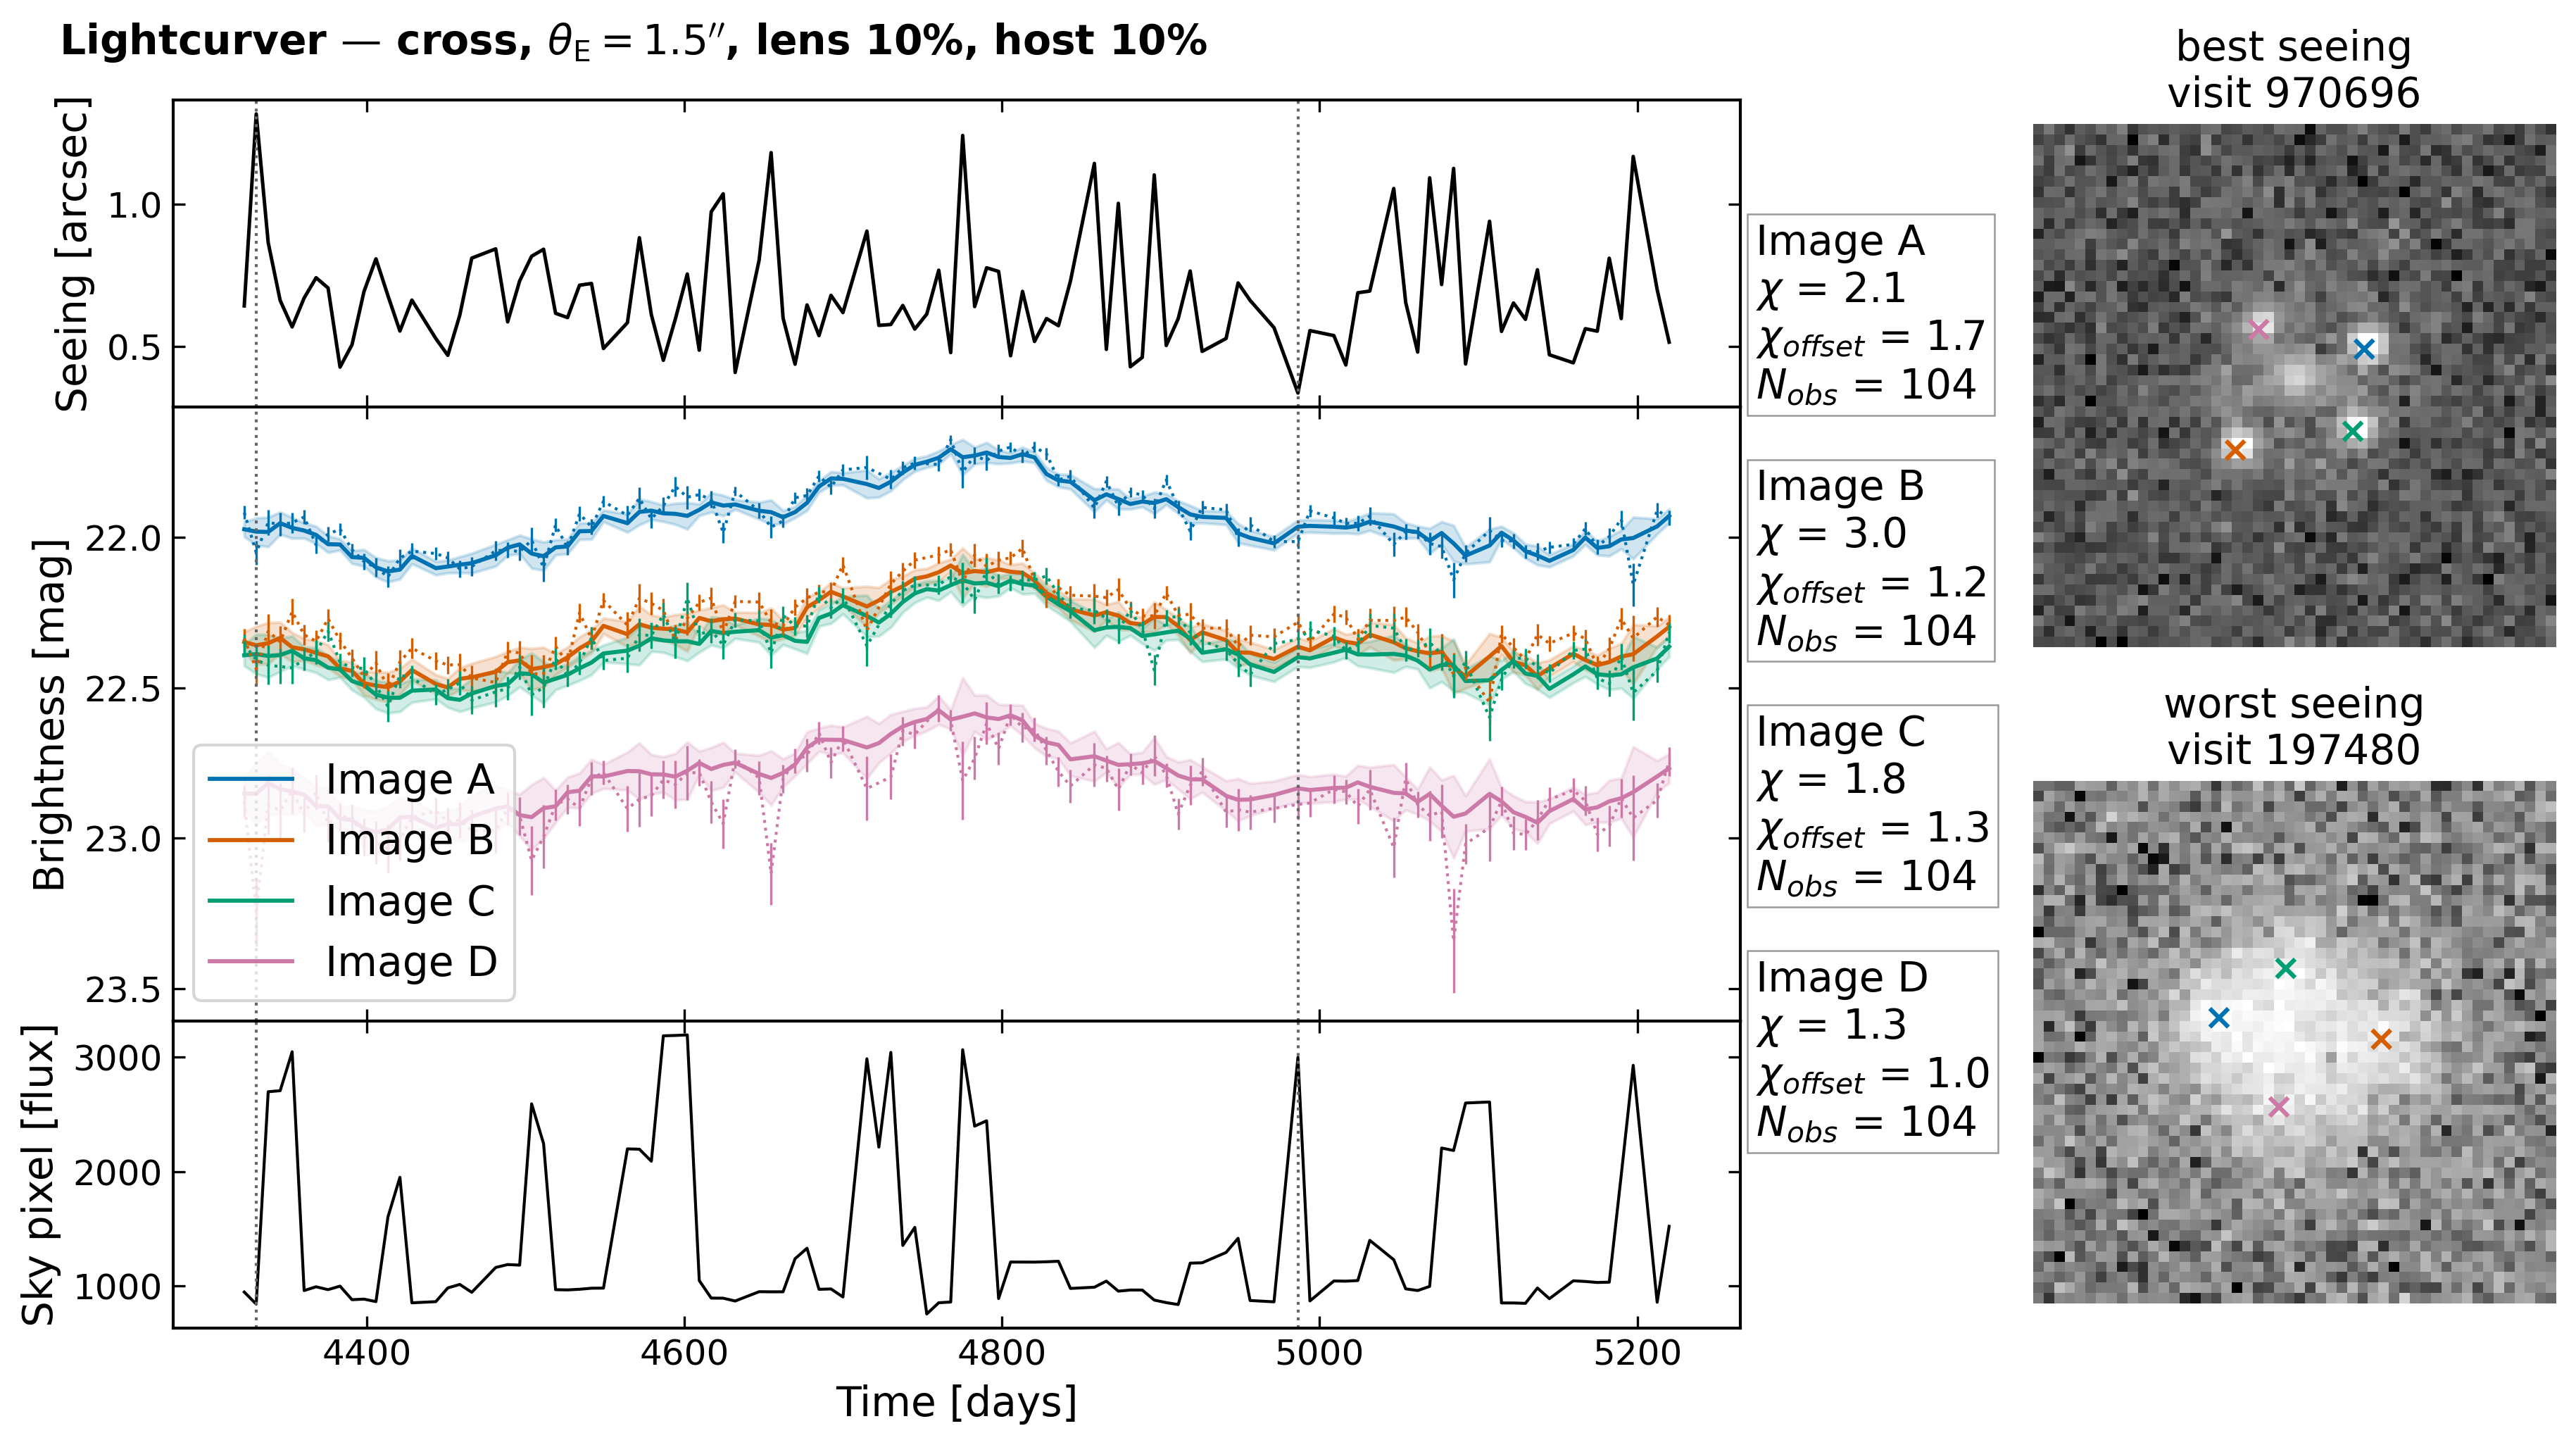 Lightcurver — cross, θE = 1.5″, lens 10%, host 10%
Seeing [arcsec]
1.0
0.5
Brightness [mag]
22.0
22.5
23.0
23.5
Image A
Image B
Image C
Image D
Sky pixel [flux]
3000
2000
1000
4400
4600
4800
5000
5200
Time [days]
Image A
χ = 2.1
χoffset = 1.7
Nobs = 104
Image B
χ = 3.0
χoffset = 1.2
Nobs = 104
Image C
χ = 1.8
χoffset = 1.3
Nobs = 104
Image D
χ = 1.3
χoffset = 1.0
Nobs = 104
best seeing
visit 970696
worst seeing
visit 197480